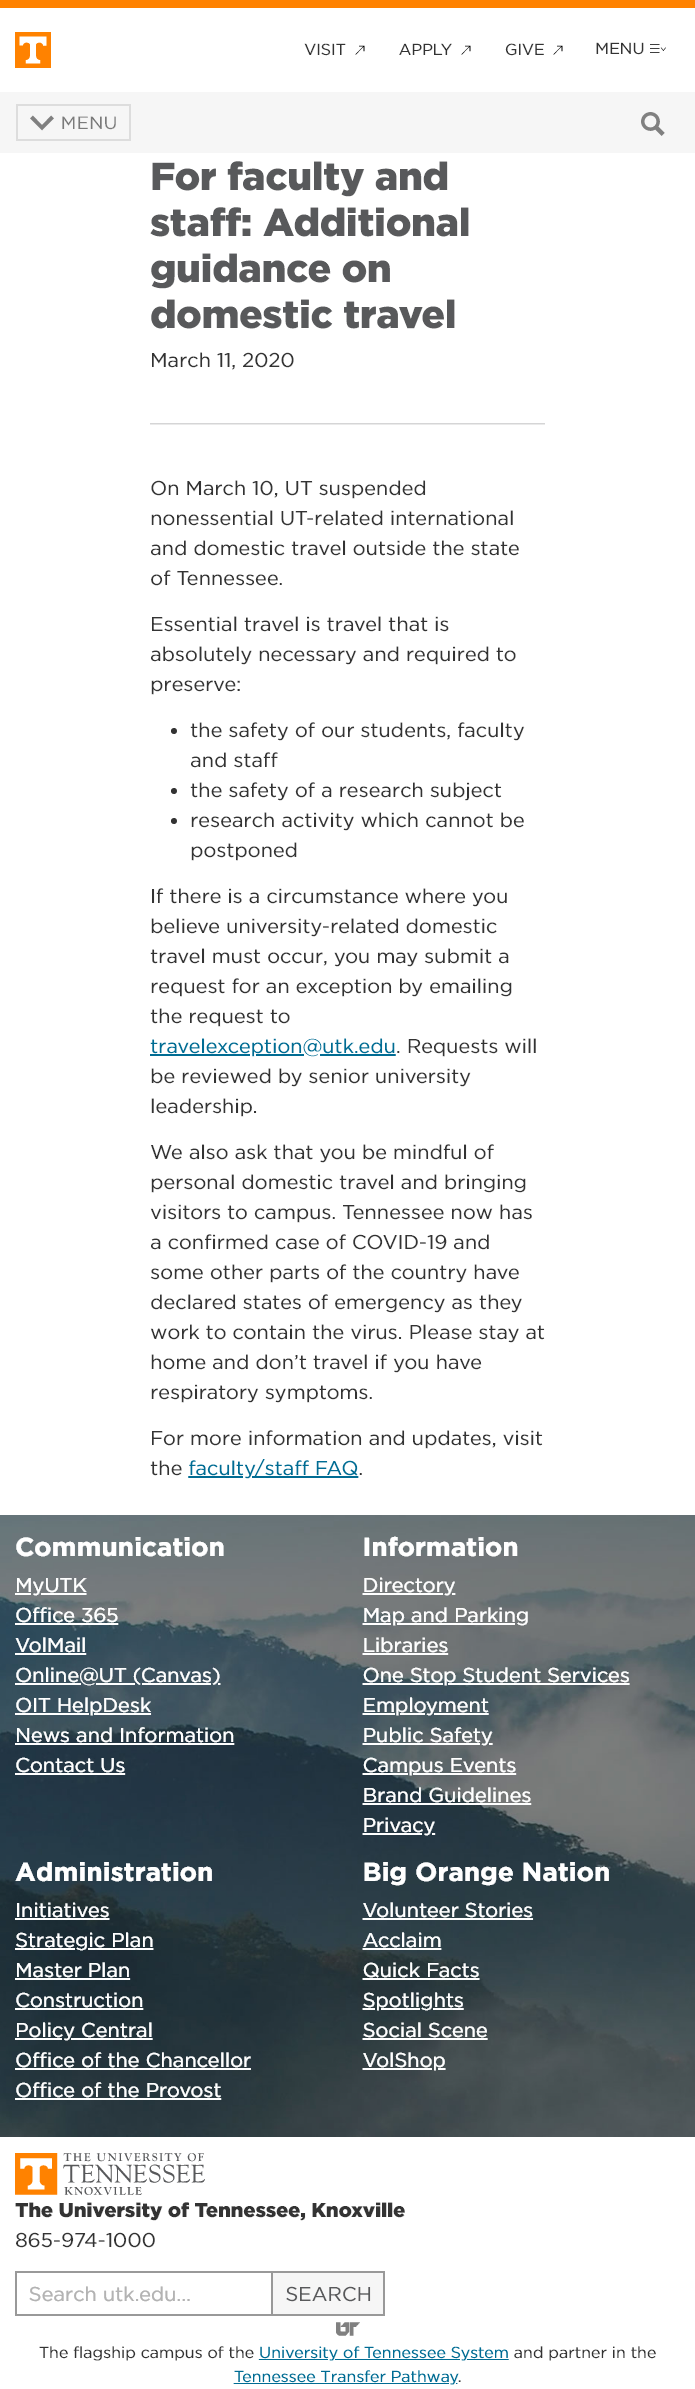 T
VISIT
APPLY
GIVE
MENU
MENU
For faculty and
staff: Additional
guidance on
domestic travel
March 11, 2020
On March 10, UT suspended
nonessential UT-related international
and domestic travel outside the state
of Tennessee.
Essential travel is travel that is
absolutely necessary and required to
preserve:
• the safety of our students, faculty
and staff
• the safety of a research subject
• research activity which cannot be
postponed
If there is a circumstance where you
believe university-related domestic
travel must occur, you may submit a
request for an exception by emailing
the request to
travelexception@utk.edu. Requests will
be reviewed by senior university
leadership.
We also ask that you be mindful of
personal domestic travel and bringing
visitors to campus. Tennessee now has
a confirmed case of COVID-19 and
some other parts of the country have
declared states of emergency as they
work to contain the virus. Please stay at
home and don’t travel if you have
respiratory symptoms.
For more information and updates, visit
the faculty/staff FAQ.
Communication
MyUTK
Office 365
VolMail
Online@UT (Canvas)
OIT HelpDesk
News and Information
Contact Us
Information
Directory
Map and Parking
Libraries
One Stop Student Services
Employment
Public Safety
Campus Events
Brand Guidelines
Privacy
Administration
Initiatives
Strategic Plan
Master Plan
Construction
Policy Central
Office of the Chancellor
Office of the Provost
Big Orange Nation
Volunteer Stories
Acclaim
Quick Facts
Spotlights
Social Scene
VolShop
T
THE UNIVERSITY OF
TENNESSEE
KNOXVILLE
The University of Tennessee, Knoxville
865-974-1000
Search utk.edu...
SEARCH
UT
The flagship campus of the University of Tennessee System and partner in the
Tennessee Transfer Pathway.